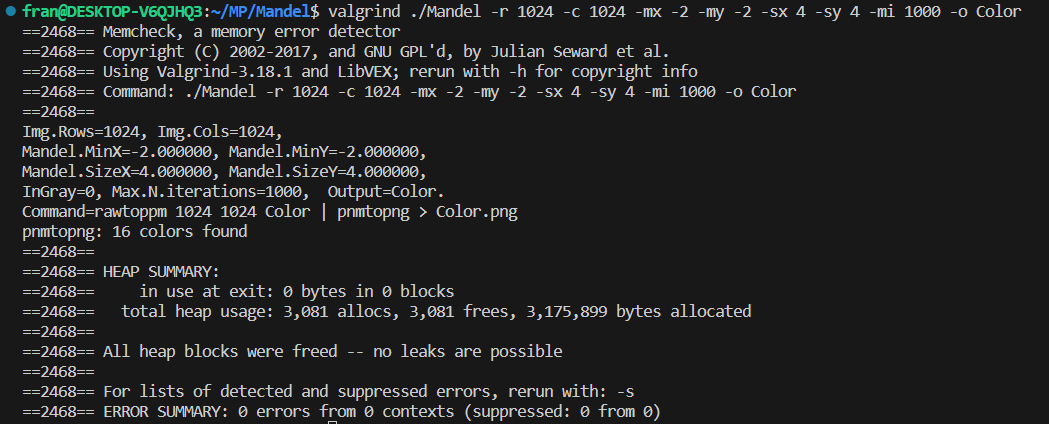 fran@DESKTOP-V6QJHQ3:~/MP/Mandel$ valgrind ./Mandel -r 1024 -c 1024 -mx -2 -my -2 -sx 4 -sy 4 -mi 1000 -o Color
==2468== Memcheck, a memory error detector
==2468== Copyright (C) 2002-2017, and GNU GPL'd, by Julian Seward et al.
==2468== Using Valgrind-3.18.1 and LibVEX; rerun with -h for copyright info
==2468== Command: ./Mandel -r 1024 -c 1024 -mx -2 -my -2 -sx 4 -sy 4 -mi 1000 -o Color
==2468==
Img.Rows=1024, Img.Cols=1024,
Mandel.MinX=-2.000000, Mandel.MinY=-2.000000,
Mandel.SizeX=4.000000, Mandel.SizeY=4.000000,
InGray=0, Max.N.iterations=1000,  Output=Color.
Command=rawtoppm 1024 1024 Color | pnmtopng > Color.png
pnmtopng: 16 colors found
==2468==
==2468== HEAP SUMMARY:
==2468==     in use at exit: 0 bytes in 0 blocks
==2468==   total heap usage: 3,081 allocs, 3,081 frees, 3,175,899 bytes allocated
==2468==
==2468== All heap blocks were freed -- no leaks are possible
==2468==
==2468== For lists of detected and suppressed errors, rerun with: -s
==2468== ERROR SUMMARY: 0 errors from 0 contexts (suppressed: 0 from 0)